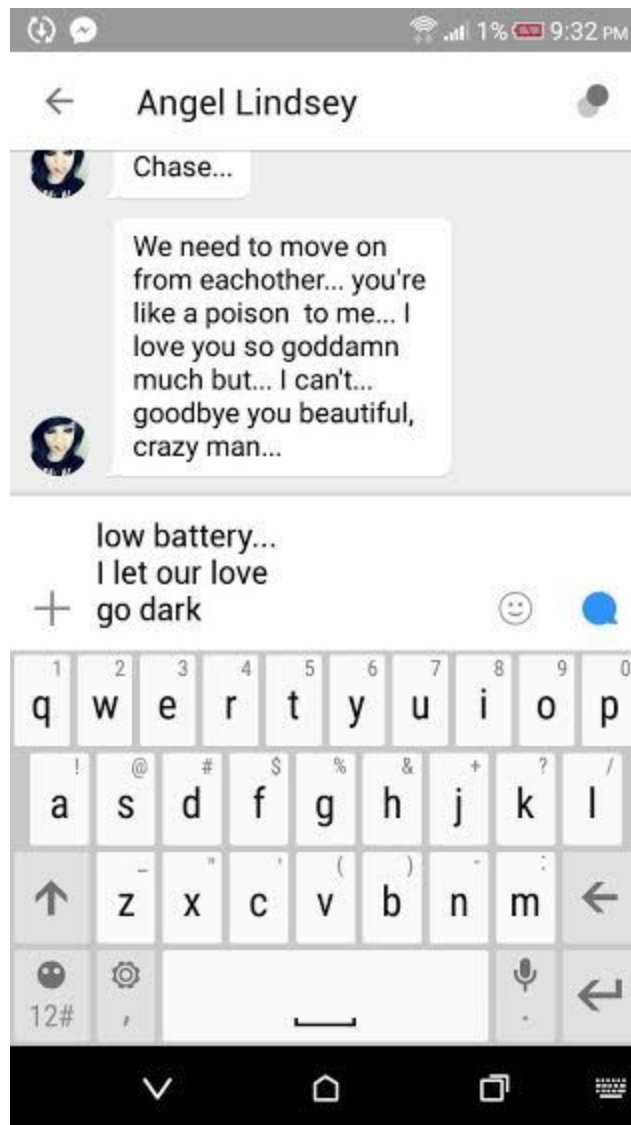 1% 9:32 PM
Angel Lindsey
Chase...
We need to move on
from eachother... you're
like a poison to me... I
love you so goddamn
much but... I can't...
goodbye you beautiful,
crazy man...
low battery...
I let our love
go dark
1 2 3 4 5 6 7 8 9 0
q w e r t y u i o p
! @ # $ % & + ? /
a s d f g h j k l
_ " ' ( ) - :
z x c v b n m
12# , .